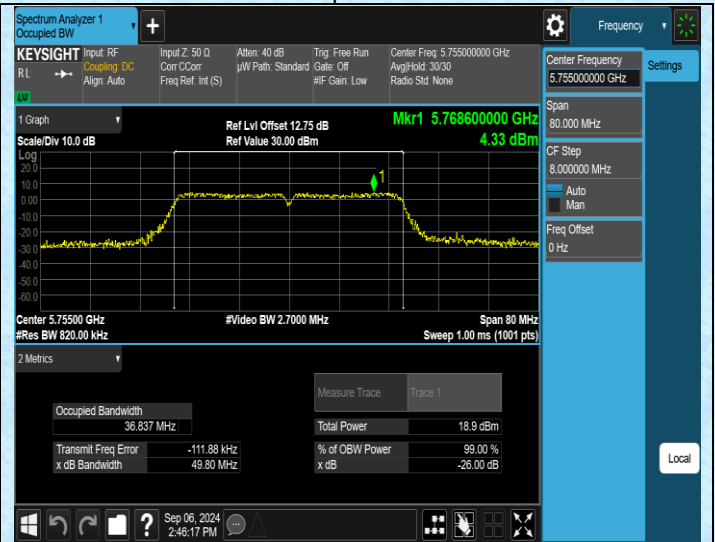 Spectrum Analyzer 1
Occupied BW
+
Frequency
KEYSIGHT
RL
LXI
Input: RF
Coupling: DC
Align: Auto
Input Z: 50 Ω
Corr CCorr
Freq Ref: Int (S)
Atten: 40 dB
µW Path: Standard
Trig: Free Run
Gate: Off
#IF Gain: Low
Center Freq: 5.755000000 GHz
Avg|Hold: 30/30
Radio Std: None
Center Frequency
5.755000000 GHz
Settings
Span
80.000 MHz
CF Step
8.000000 MHz
Auto
Man
Freq Offset
0 Hz
Local
1 Graph
Scale/Div 10.0 dB
Ref Lvl Offset 12.75 dB
Ref Value 30.00 dBm
Mkr1 5.768600000 GHz
4.33 dBm
Log
20.0
10.0
0.00
-10.0
-20.0
-30.0
-40.0
-50.0
-60.0
1
Center 5.75500 GHz
#Res BW 820.00 kHz
#Video BW 2.7000 MHz
Span 80 MHz
Sweep 1.00 ms (1001 pts)
2 Metrics
Measure Trace Trace 1
Occupied Bandwidth
36.837 MHz
Total Power 18.9 dBm
Transmit Freq Error -111.88 kHz
% of OBW Power 99.00 %
x dB Bandwidth 49.80 MHz
x dB -26.00 dB
?
Sep 06, 2024
2:46:17 PM